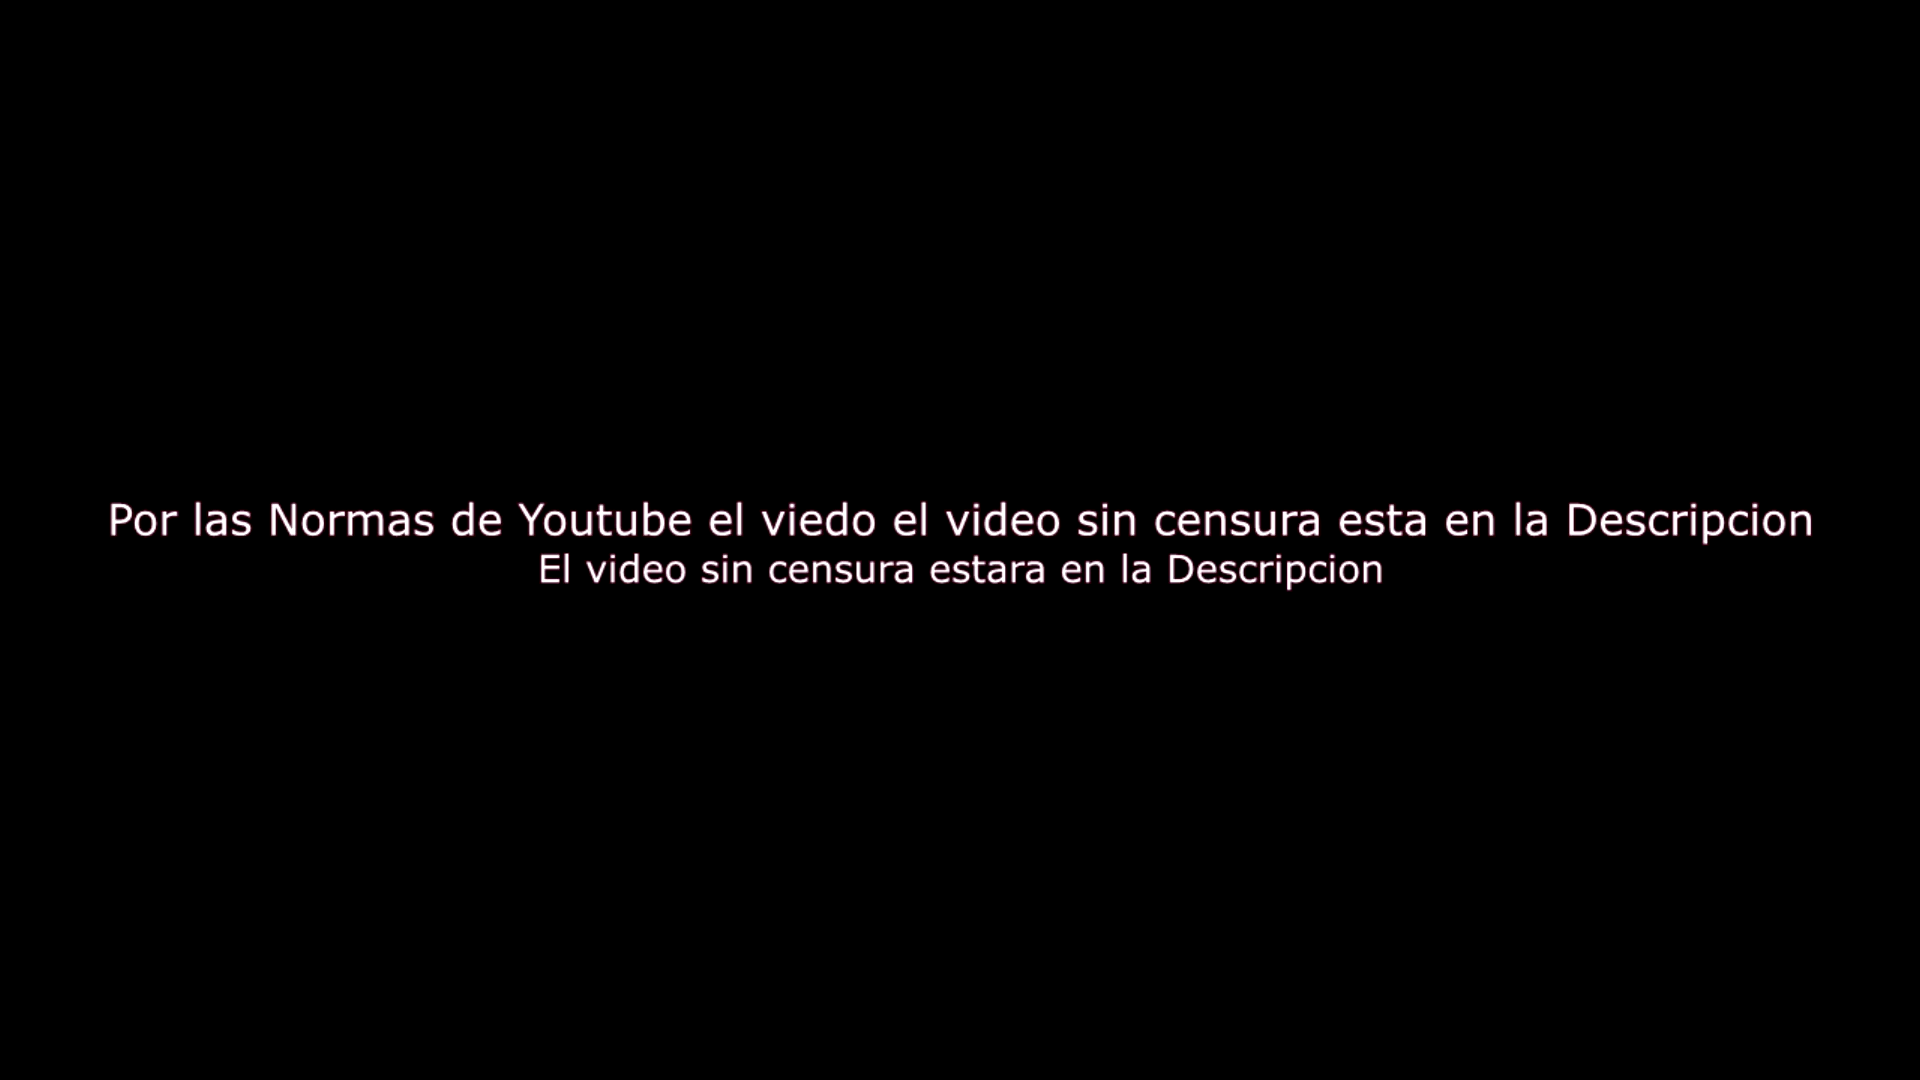 Por las Normas de Youtube el viedo el video sin censura esta en la Descripcion
El video sin censura estara en la Descripcion